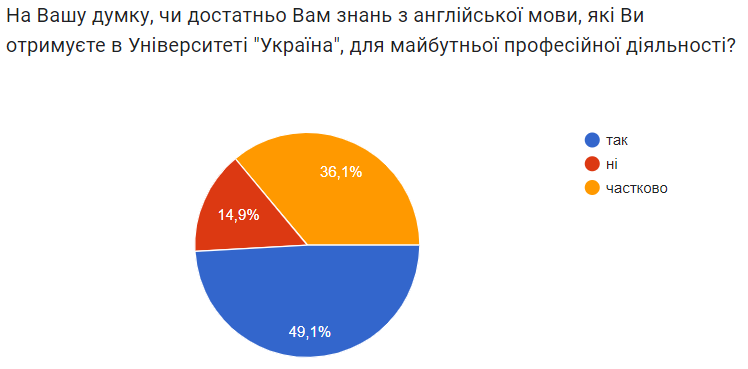 На Вашу думку, чи достатньо Вам знань з англійської мови, які Ви
отримуєте в Університеті "Україна", для майбутньої професійної діяльності?
так
ні
частково
36,1%
14,9%
49,1%